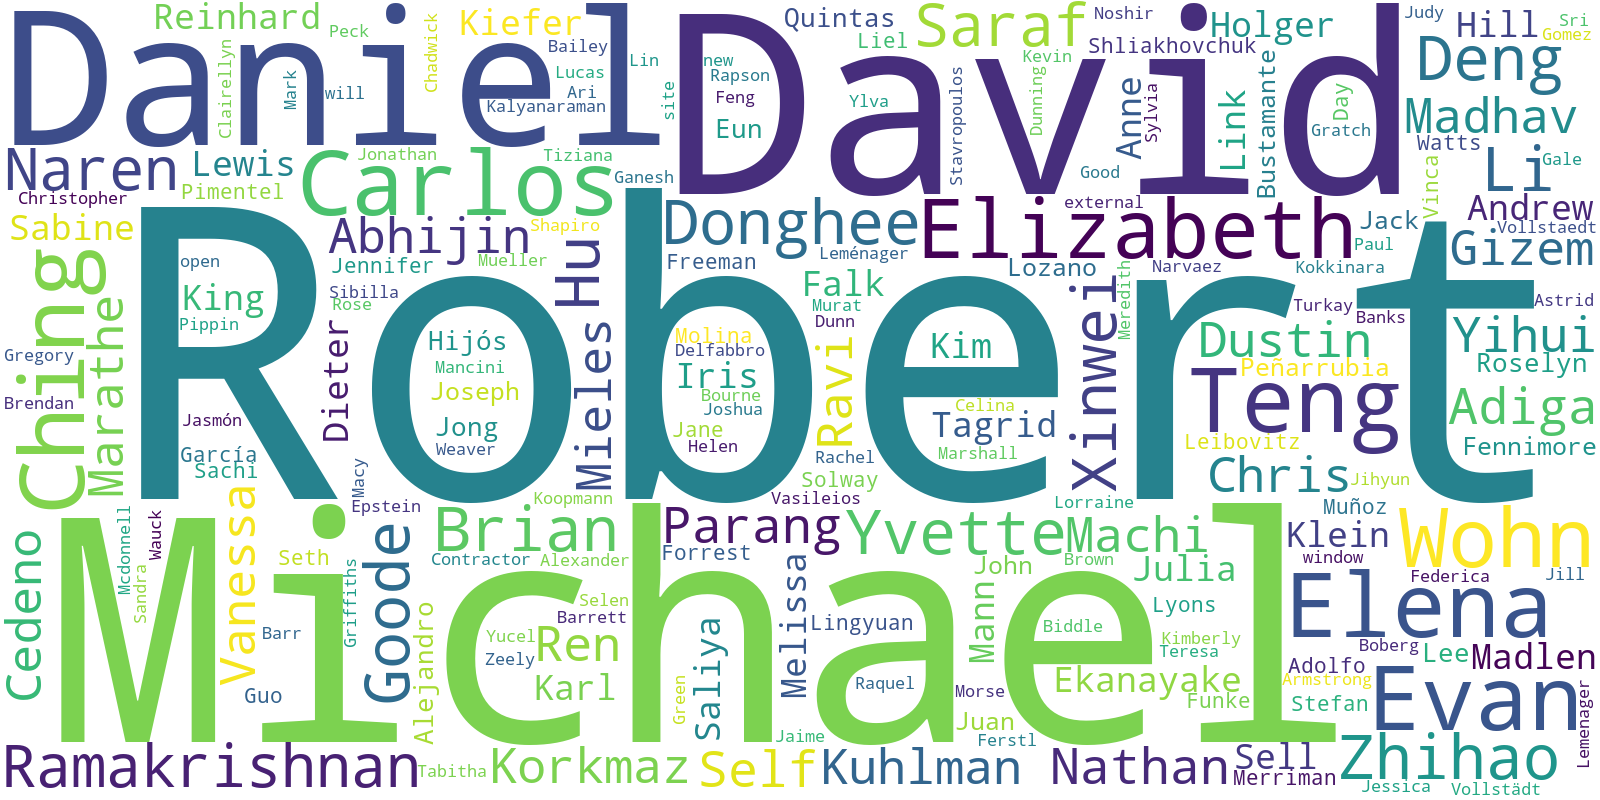 Daniel
David
Reinhard
Peck
Kiefer
Chadwick
Clairellyn
Mark
will
Bailey
Lucas
Ari
Kalyanaraman
Lin
site
new
Rapson
Feng
Eun
Quintas
Liel
Ylva
Saraf
Noshir
Kevin
Shliakhovchuk
Stavropoulos
Dunning
Anne
Sylvia
Good
Holger
Link
Bustamante
Day
Gratch
Judy
Hill
Sri
Gomez
Deng
Madhav
Watts
Li
Gale
Vinca
Naren
Lewis
Pimentel
Christopher
Carlos
Jonathan
Tiziana
Ganesh
Sabine
Abhijin
Shapiro
Jennifer
Mueller
Sibilla
Rose
Hu
Donghee
Freeman
Elizabeth
external
Leménager
Lozano
Narvaez
Meredith
Jack
Paul
Kokkinara
Andrew
Vollstaedt
Gizem
Astrid
Turkay
Banks
Robert
Ching
Marathe
open
King
Pippin
Gregory
Brendan
Jasmón
García
Sachi
Dieter
Macy
Epstein
Hijós
Mancini
Joseph
Jong
Weaver
Mieles
Koopmann
Molina
Delfabbro
Iris
Bourne
Joshua
Jane
Helen
Falk
Murat
Dunn
Ravi
Rachel
Solway
Vasileios
Kim
Celina
Tagrid
Marshall
Xinwei
Lorraine
Dustin
Peñarrubia
Teng
Leibovitz
Chris
Jihyun
Muñoz
Yihui
Roselyn
Adiga
Fennimore
Michael
Cedeno
Mcdonnell
Sandra
Wauck
Vanessa
Seth
Barr
Guo
Griffiths
Goode
Alejandro
Brian
Contractor
Alexander
Selen
Barrett
Yucel
Zeely
Ren
Karl
Parang
Forrest
Green
Saliya
Melissa
Lingyuan
Raquel
Yvette
Machi
John
Brown
Mann
Julia
Lyons
Biddle
Kimberly
Teresa
Ekanayake
Funke
Morse
Juan
Ferstl
Jaime
Klein
window
Wohn
Federica
Jill
Elena
Boberg
Lee
Madlen
Adolfo
Armstrong
Stefan
Evan
Lemenager
Ramakrishnan
Tabitha
Korkmaz
Self
Kuhlman
Nathan
Sell
Merriman
Zhihao
Jessica
Vollstädt